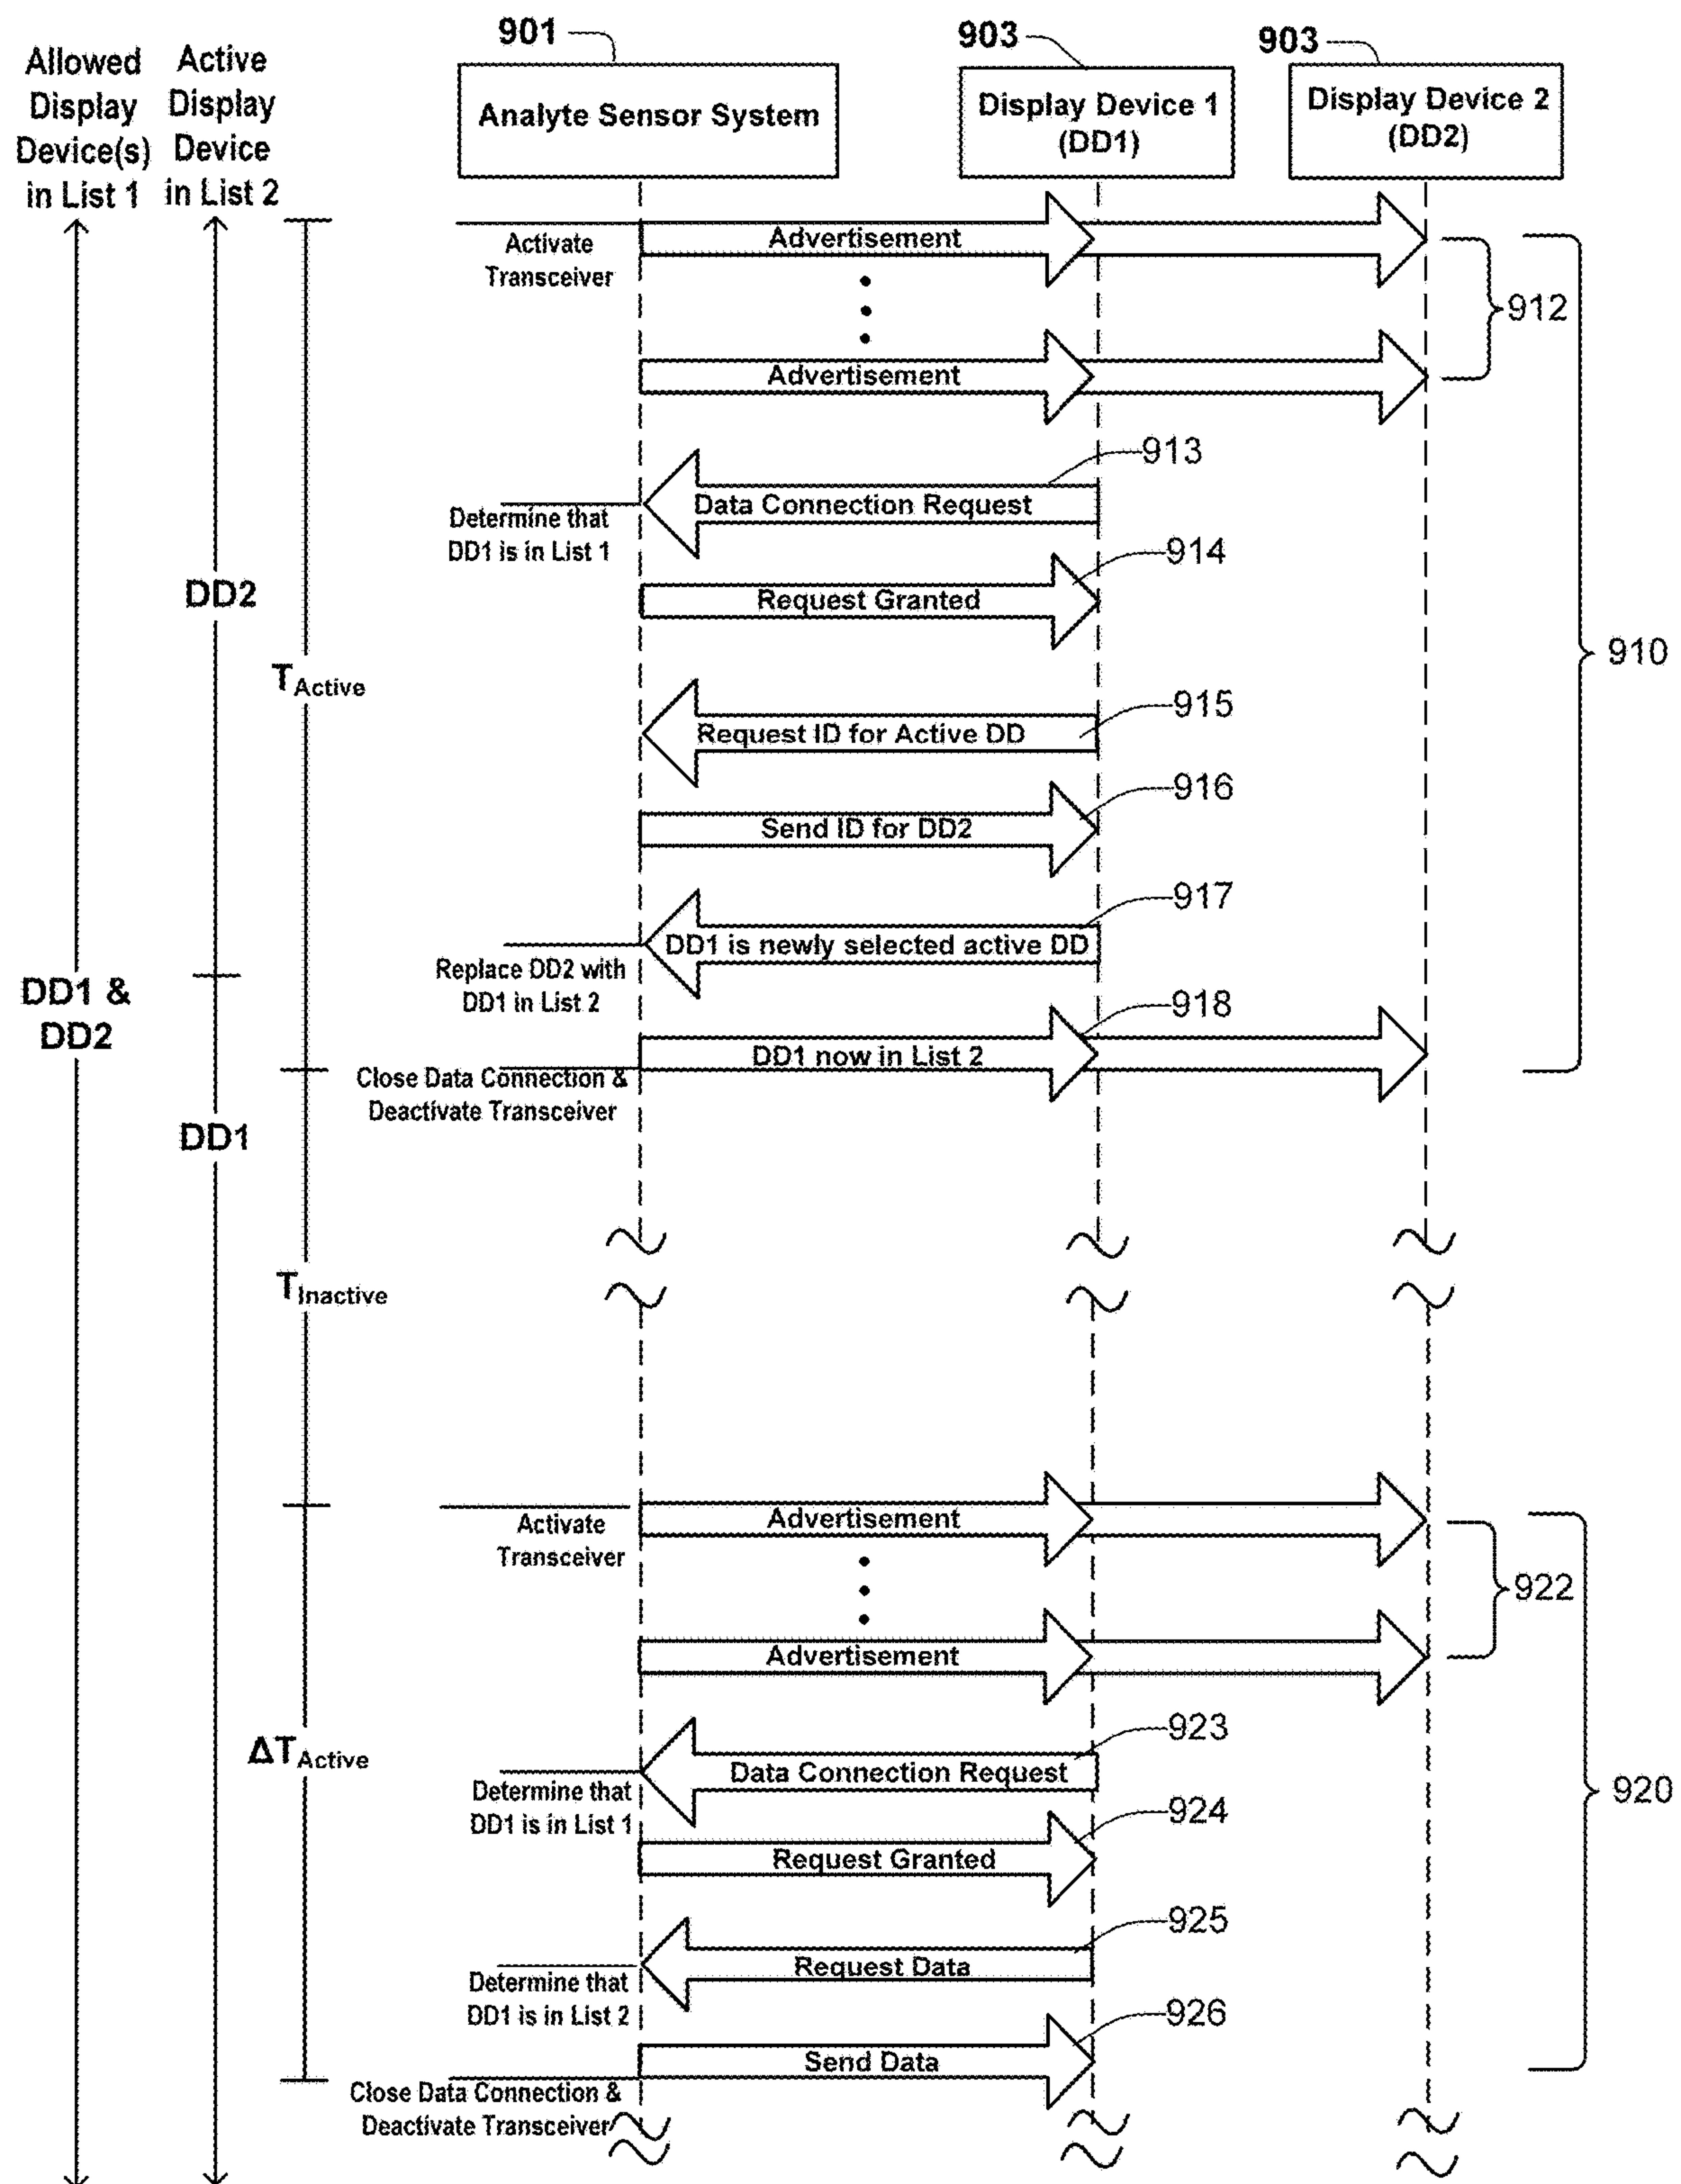 901
903
903
Allowed
Display
Device(s)
in List 1
Active
Display
Device
in List 2
Analyte Sensor System
Display Device 1
(DD1)
Display Device 2
(DD2)
Activate
Transceiver
Advertisement
912
Advertisement
913
Data Connection Request
Determine that
DD1 is in List 1
914
Request Granted
DD2
910
TActive
915
Request ID for Active DD
916
Send ID for DD2
917
DD1 is newly selected active DD
Replace DD2 with
DD1 in List 2
DD1 &
DD2
918
DD1 now in List 2
Close Data Connection &
Deactivate Transceiver
DD1
TInactive
Advertisement
Activate
Transceiver
922
Advertisement
923
ΔTActive
Data Connection Request
Determine that
DD1 is in List 1
920
924
Request Granted
925
Request Data
Determine that
DD1 is in List 2
926
Send Data
Close Data Connection &
Deactivate Transceiver